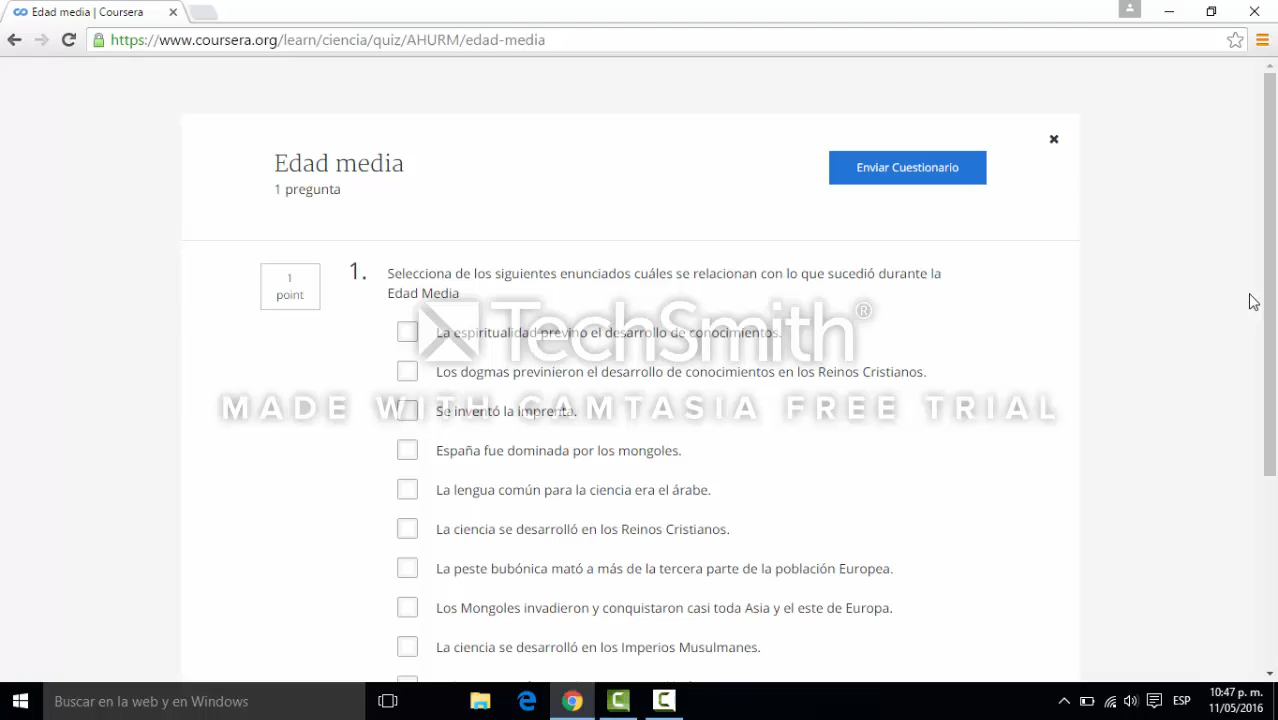 Edad media | Coursera
https://www.coursera.org/learn/ciencia/quiz/AHURM/edad-media
Edad media
1 pregunta
Enviar Cuestionario
1
point
1.
Selecciona de los siguientes enunciados cuáles se relacionan con lo que sucedió durante la
Edad Media
La espiritualidad previno el desarrollo de conocimientos.
TechSmith®
Los dogmas previnieron el desarrollo de conocimientos en los Reinos Cristianos.
MADE WITH CAMTASIA FREE TRIAL
Se inventó la imprenta.
España fue dominada por los mongoles.
La lengua común para la ciencia era el árabe.
La ciencia se desarrolló en los Reinos Cristianos.
La peste bubónica mató a más de la tercera parte de la población Europea.
Los Mongoles invadieron y conquistaron casi toda Asia y el este de Europa.
La ciencia se desarrolló en los Imperios Musulmanes.
Buscar en la web y en Windows
ESP
10:47 p. m.
11/05/2016